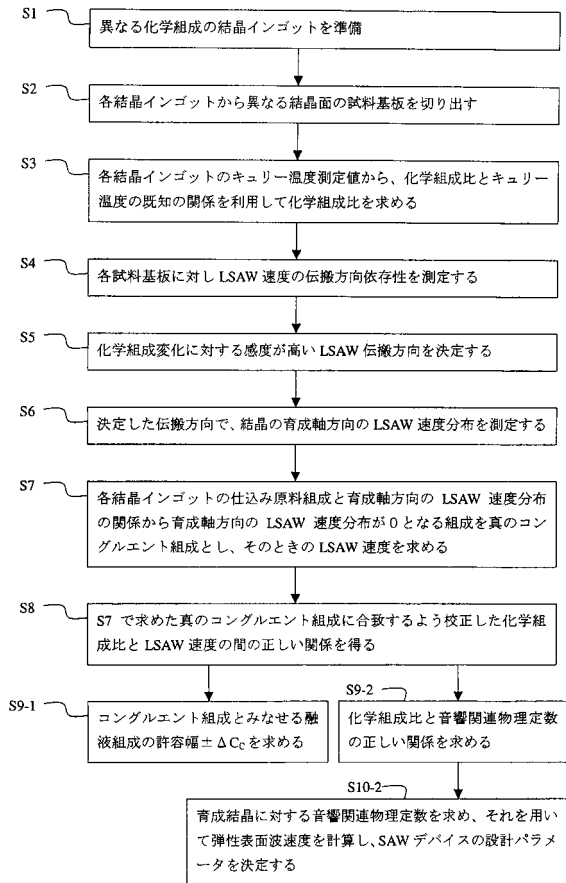 S1
異なる化学組成の結晶インゴットを準備
S2
各結晶インゴットから異なる結晶面の試料基板を切り出す
S3
各結晶インゴットのキュリー温度測定値から、化学組成比とキュリー
温度の既知の関係を利用して化学組成比を求める
S4
各試料基板に対し LSAW 速度の伝搬方向依存性を測定する
S5
化学組成変化に対する感度が高い LSAW 伝搬方向を決定する
S6
決定した伝搬方向で、結晶の育成軸方向の LSAW 速度分布を測定する
S7
各結晶インゴットの仕込み原料組成と育成軸方向の LSAW 速度分布
の関係から育成軸方向の LSAW 速度分布が0となる組成を真のコン
グルエント組成とし、そのときの LSAW 速度を求める
S8
S7 で求めた真のコングルエント組成に合致するよう校正した化学組
成比と LSAW 速度の間の正しい関係を得る
S9-1
コングルエント組成とみなせる融
液組成の許容幅±ΔCc を求める
S9-2
化学組成比と音響関連物理定数
の正しい関係を求める
S10-2
育成結晶に対する音響関連物理定数を求め、それを用い
て弾性表面波速度を計算し、SAW デバイスの設計パラメ
ータを決定する